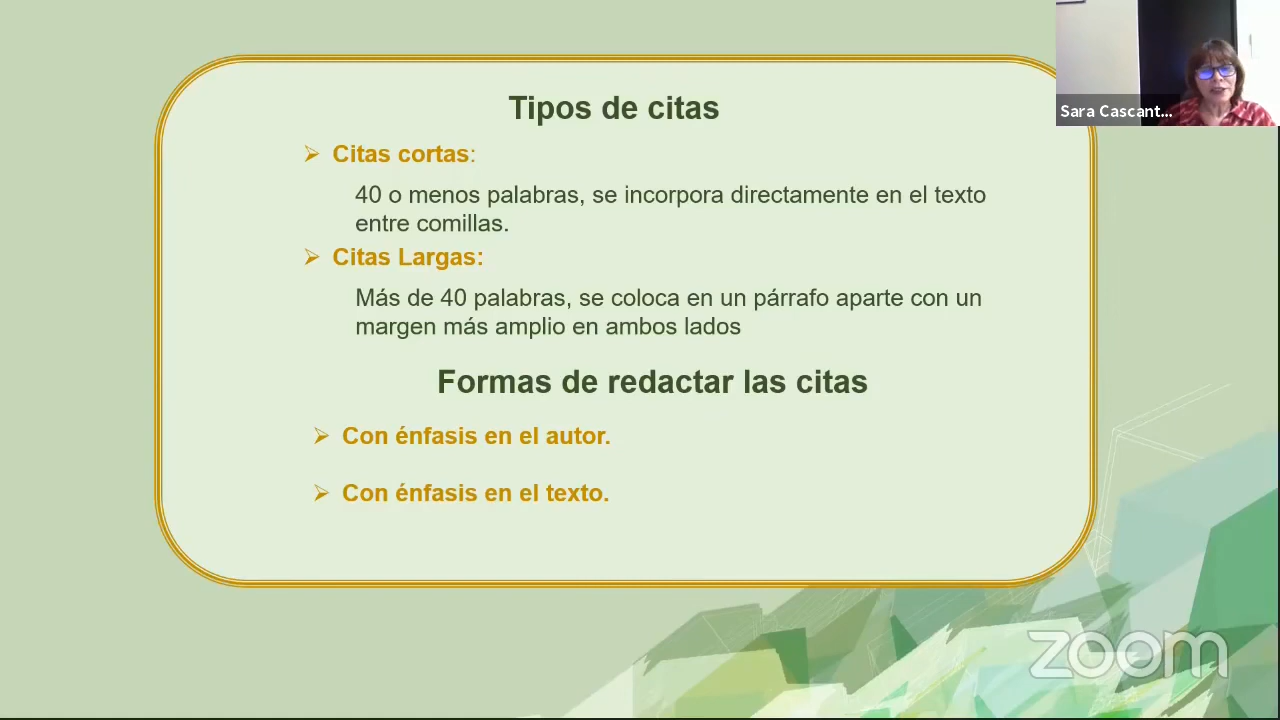 Tipos de citas
Citas cortas:
40 o menos palabras, se incorpora directamente en el texto
entre comillas.
Citas Largas:
Más de 40 palabras, se coloca en un párrafo aparte con un
margen más amplio en ambos lados
Formas de redactar las citas
Con énfasis en el autor.
Con énfasis en el texto.
Sara Cascant...
zoom